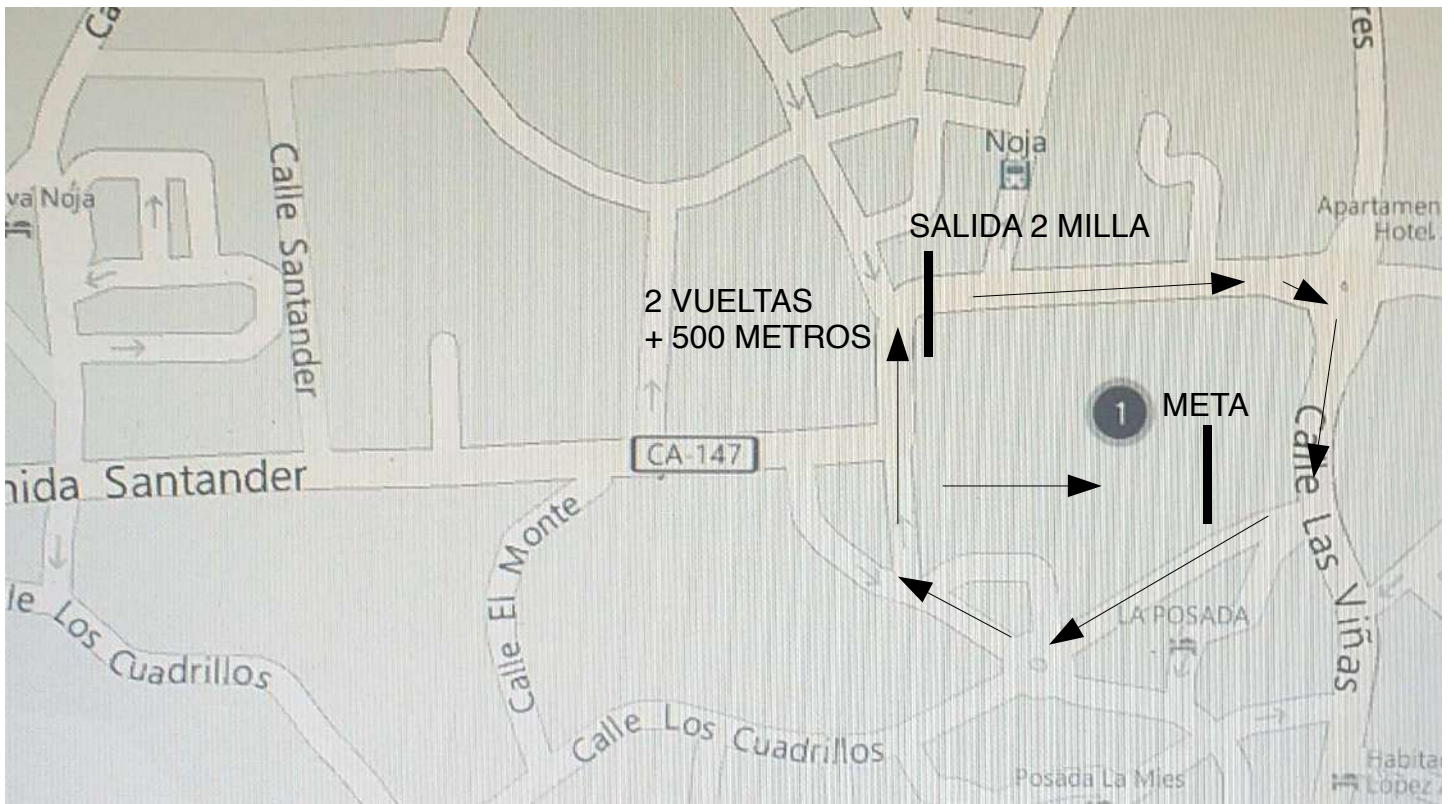 Ca
res
Noja
va Noja
Calle Santander
Apartamen
Hotel
SALIDA 2 MILLA
2 VUELTAS
+ 500 METROS
1
META
CA-147
nida Santander
Calle Las Viñas
Calle El Monte
le Los Cuadrillos
LA POSADA
Calle Los Cuadrillos
Posada La Mies
Habita
López